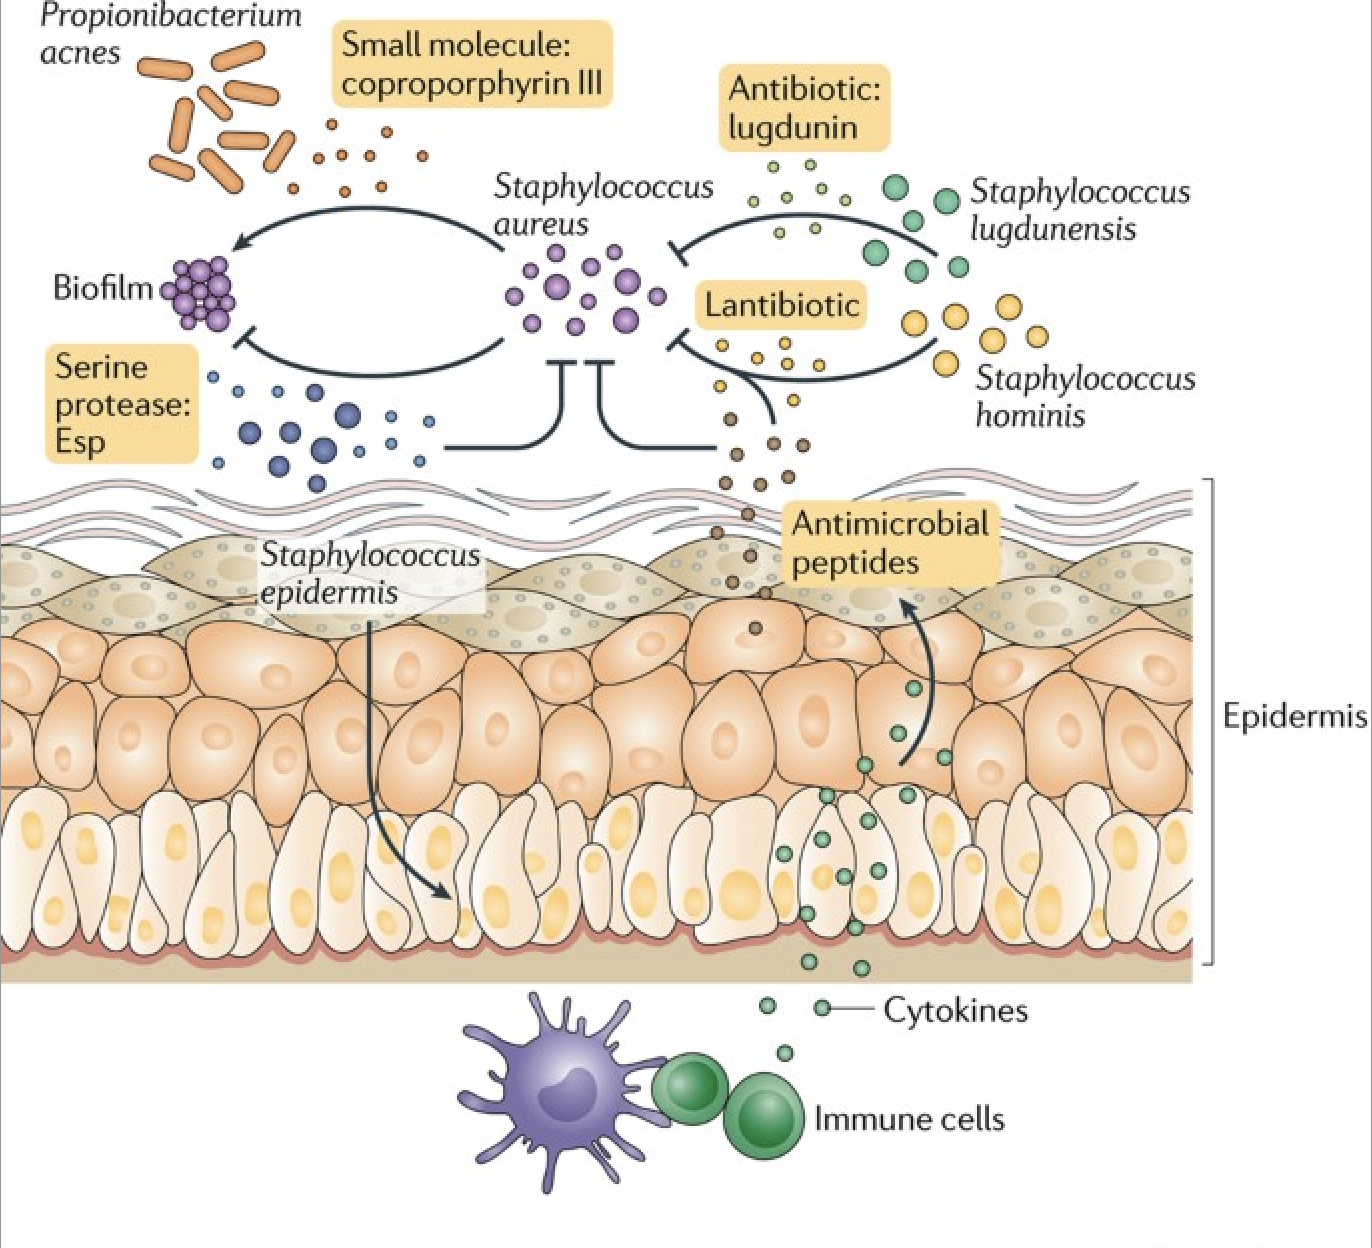 Propionibacterium
acnes
Small molecule:
coproporphyrin III
Antibiotic:
lugdunin
Staphylococcus
aureus
Staphylococcus
lugdunensis
Biofilm
Lantibiotic
Serine
protease:
Esp
Staphylococcus
hominis
Antimicrobial
peptides
Staphylococcus
epidermis
Epidermis
Cytokines
Immune cells